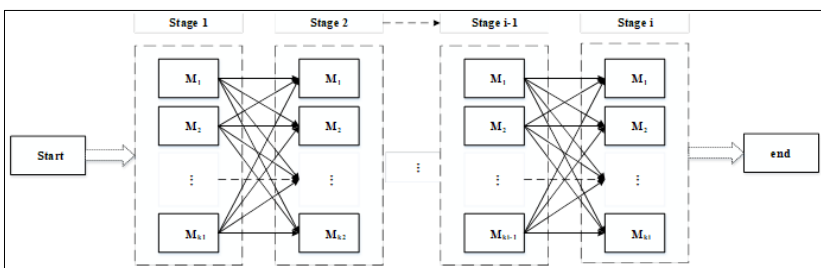 Stage 1 Stage 2 Stage i-1 Stage i
M1 M1 M1 M1
M2 M2 M2 M2
Start ⋮ ⋮ ⋮ ⋮ ⋮ end
Mk1 Mk2 Mki-1 Mki